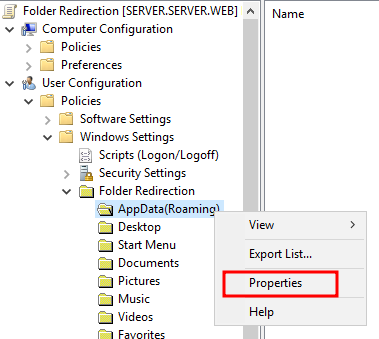 Folder Redirection [SERVER.SERVER.WEB]
Name
Computer Configuration
Policies
Preferences
User Configuration
Policies
Software Settings
Windows Settings
Scripts (Logon/Logoff)
Security Settings
Folder Redirection
AppData(Roaming)
Desktop
Start Menu
Documents
Pictures
Music
Videos
Favorites
View
Export List...
Properties
Help